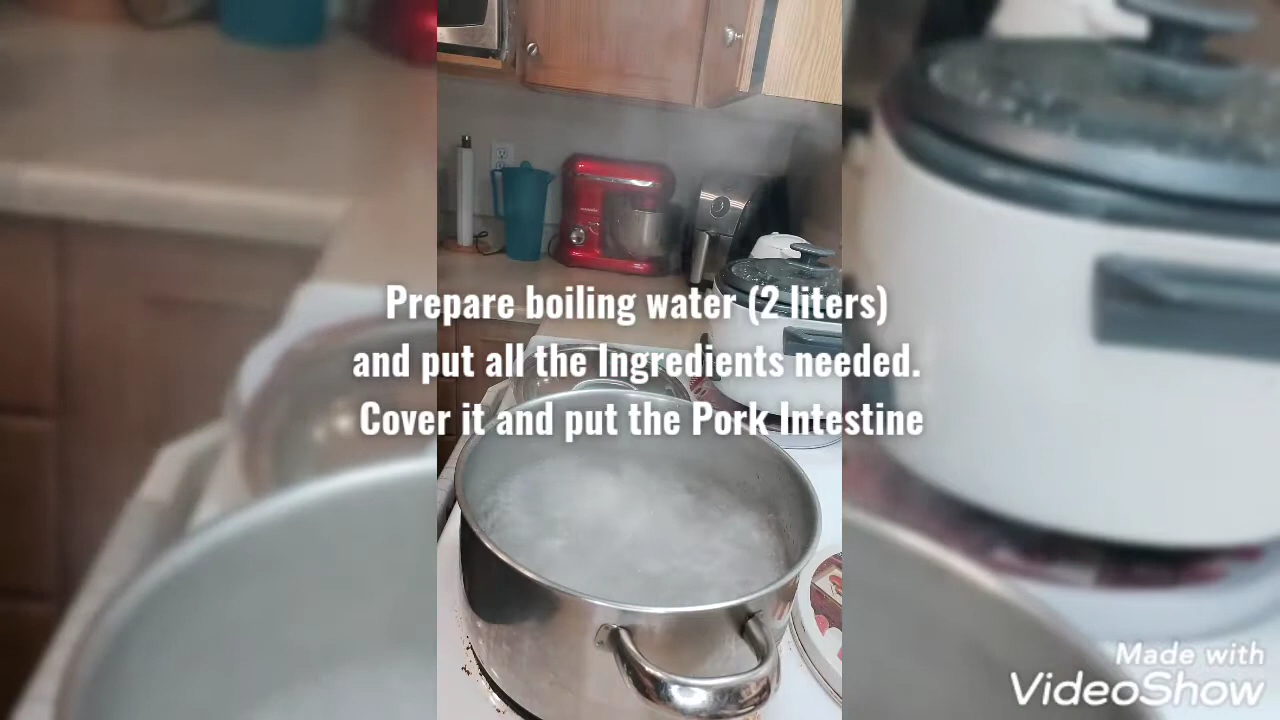 Prepare boiling water (2 liters)
and put all the Ingredients needed.
Cover it and put the Pork Intestine
Made with
VideoShow